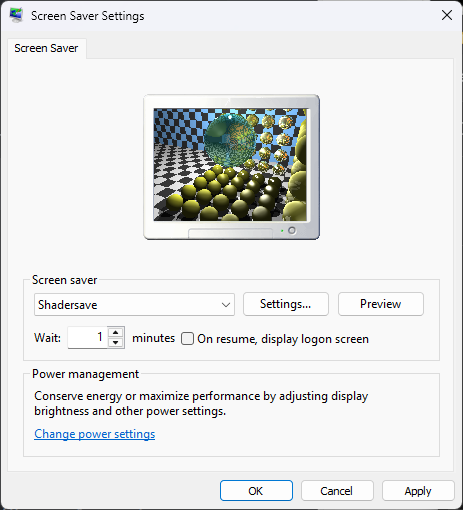 Screen Saver Settings
Screen Saver
Screen saver
Shadersave
Settings...
Preview
Wait: 1 minutes
On resume, display logon screen
Power management
Conserve energy or maximize performance by adjusting display
brightness and other power settings.
Change power settings
OK
Cancel
Apply